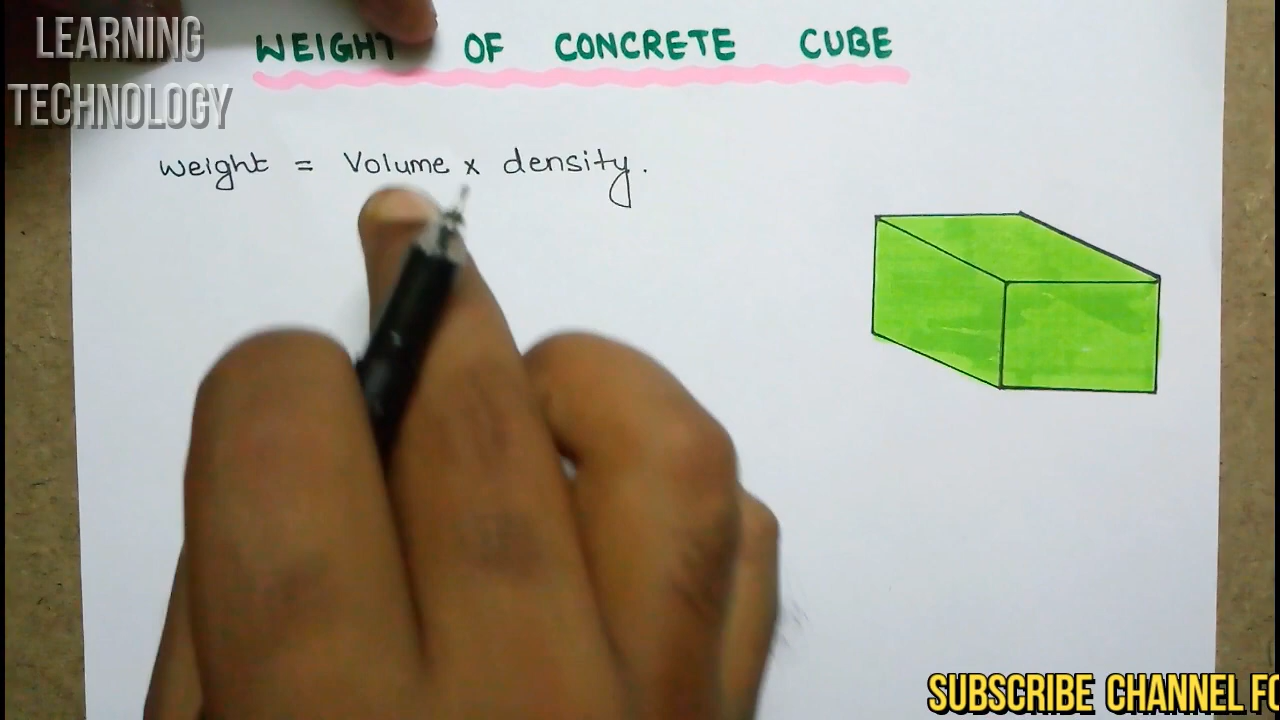 LEARNING
TECHNOLOGY
WEIGHT OF CONCRETE CUBE
weight = Volume x density.
SUBSCRIBE CHANNEL FO